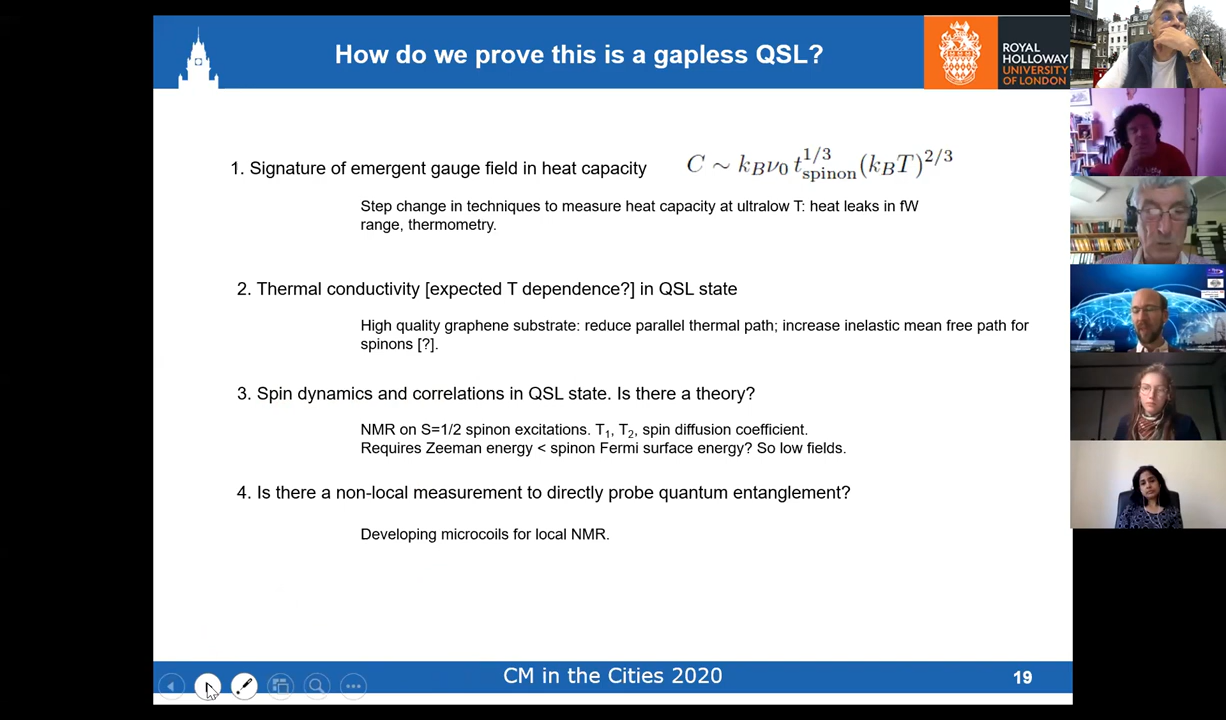 How do we prove this is a gapless QSL?
ROYAL
HOLLOWAY
UNIVERSITY
OF LONDON
1. Signature of emergent gauge field in heat capacity
C ~ k_B ν_0 t_spinon^{1/3} (k_B T)^{2/3}
Step change in techniques to measure heat capacity at ultralow T: heat leaks in fW
range, thermometry.
2. Thermal conductivity [expected T dependence?] in QSL state
High quality graphene substrate: reduce parallel thermal path; increase inelastic mean free path for
spinons [?].
3. Spin dynamics and correlations in QSL state. Is there a theory?
NMR on S=1/2 spinon excitations. T1, T2, spin diffusion coefficient.
Requires Zeeman energy < spinon Fermi surface energy? So low fields.
4. Is there a non-local measurement to directly probe quantum entanglement?
Developing microcoils for local NMR.
CM in the Cities 2020
19